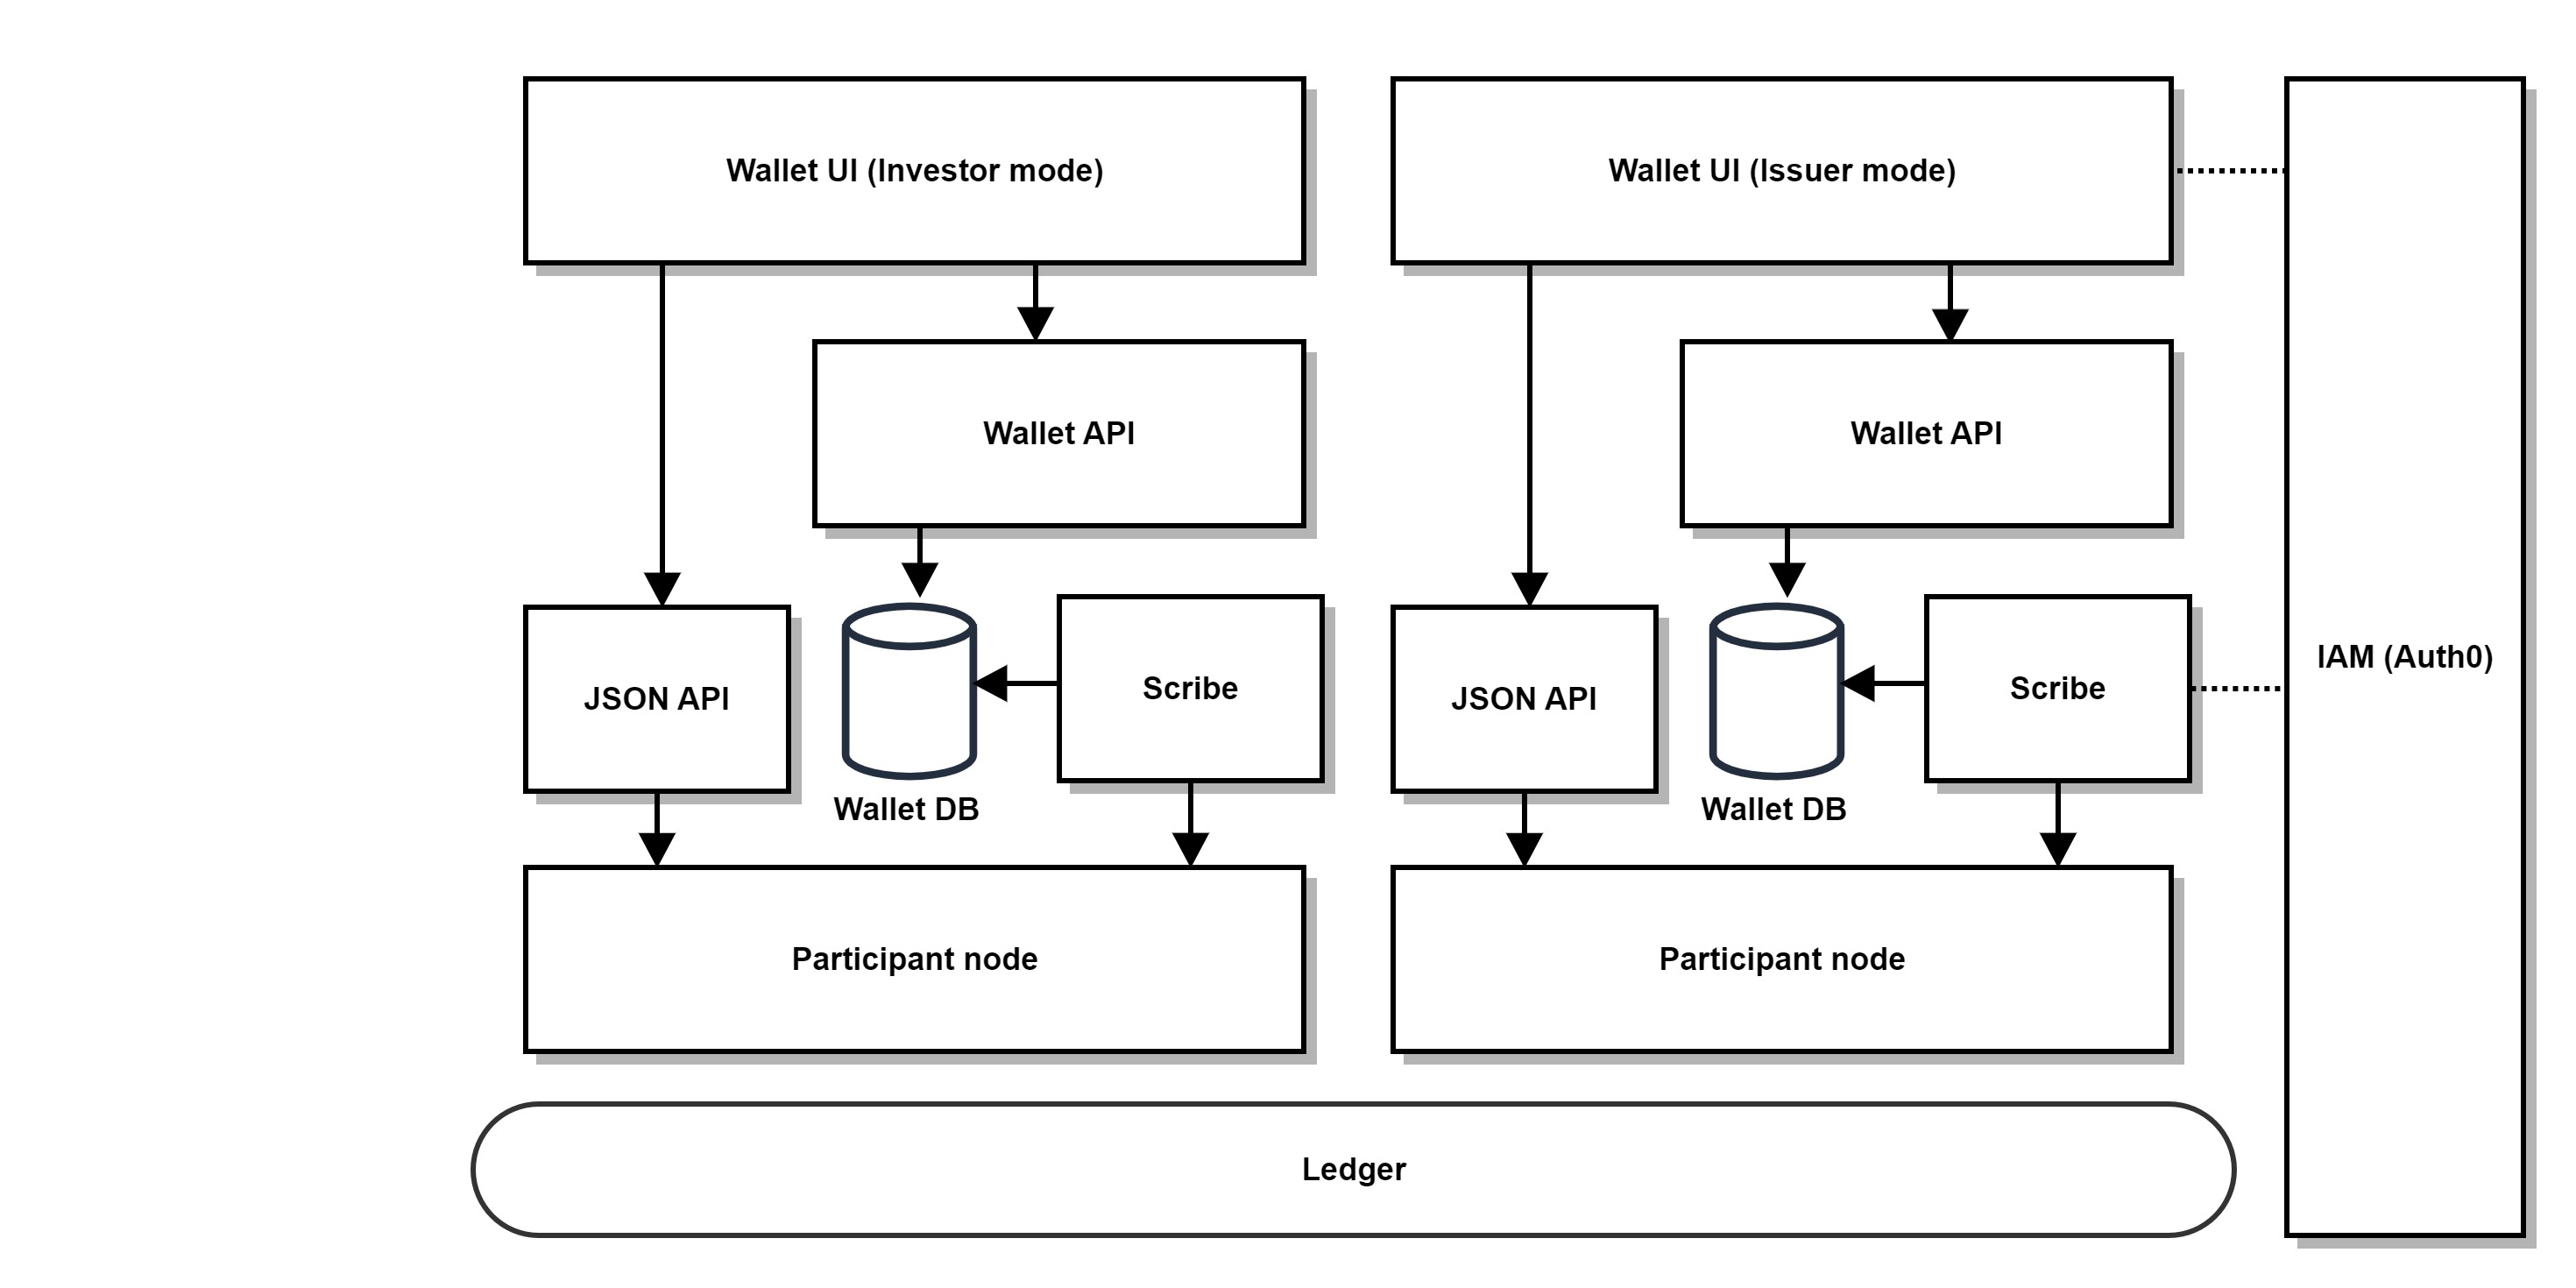 Wallet UI (Investor mode)
Wallet UI (Issuer mode)
Wallet API
Wallet API
IAM (Auth0)
JSON API
Scribe
JSON API
Scribe
Wallet DB
Wallet DB
Participant node
Participant node
Ledger